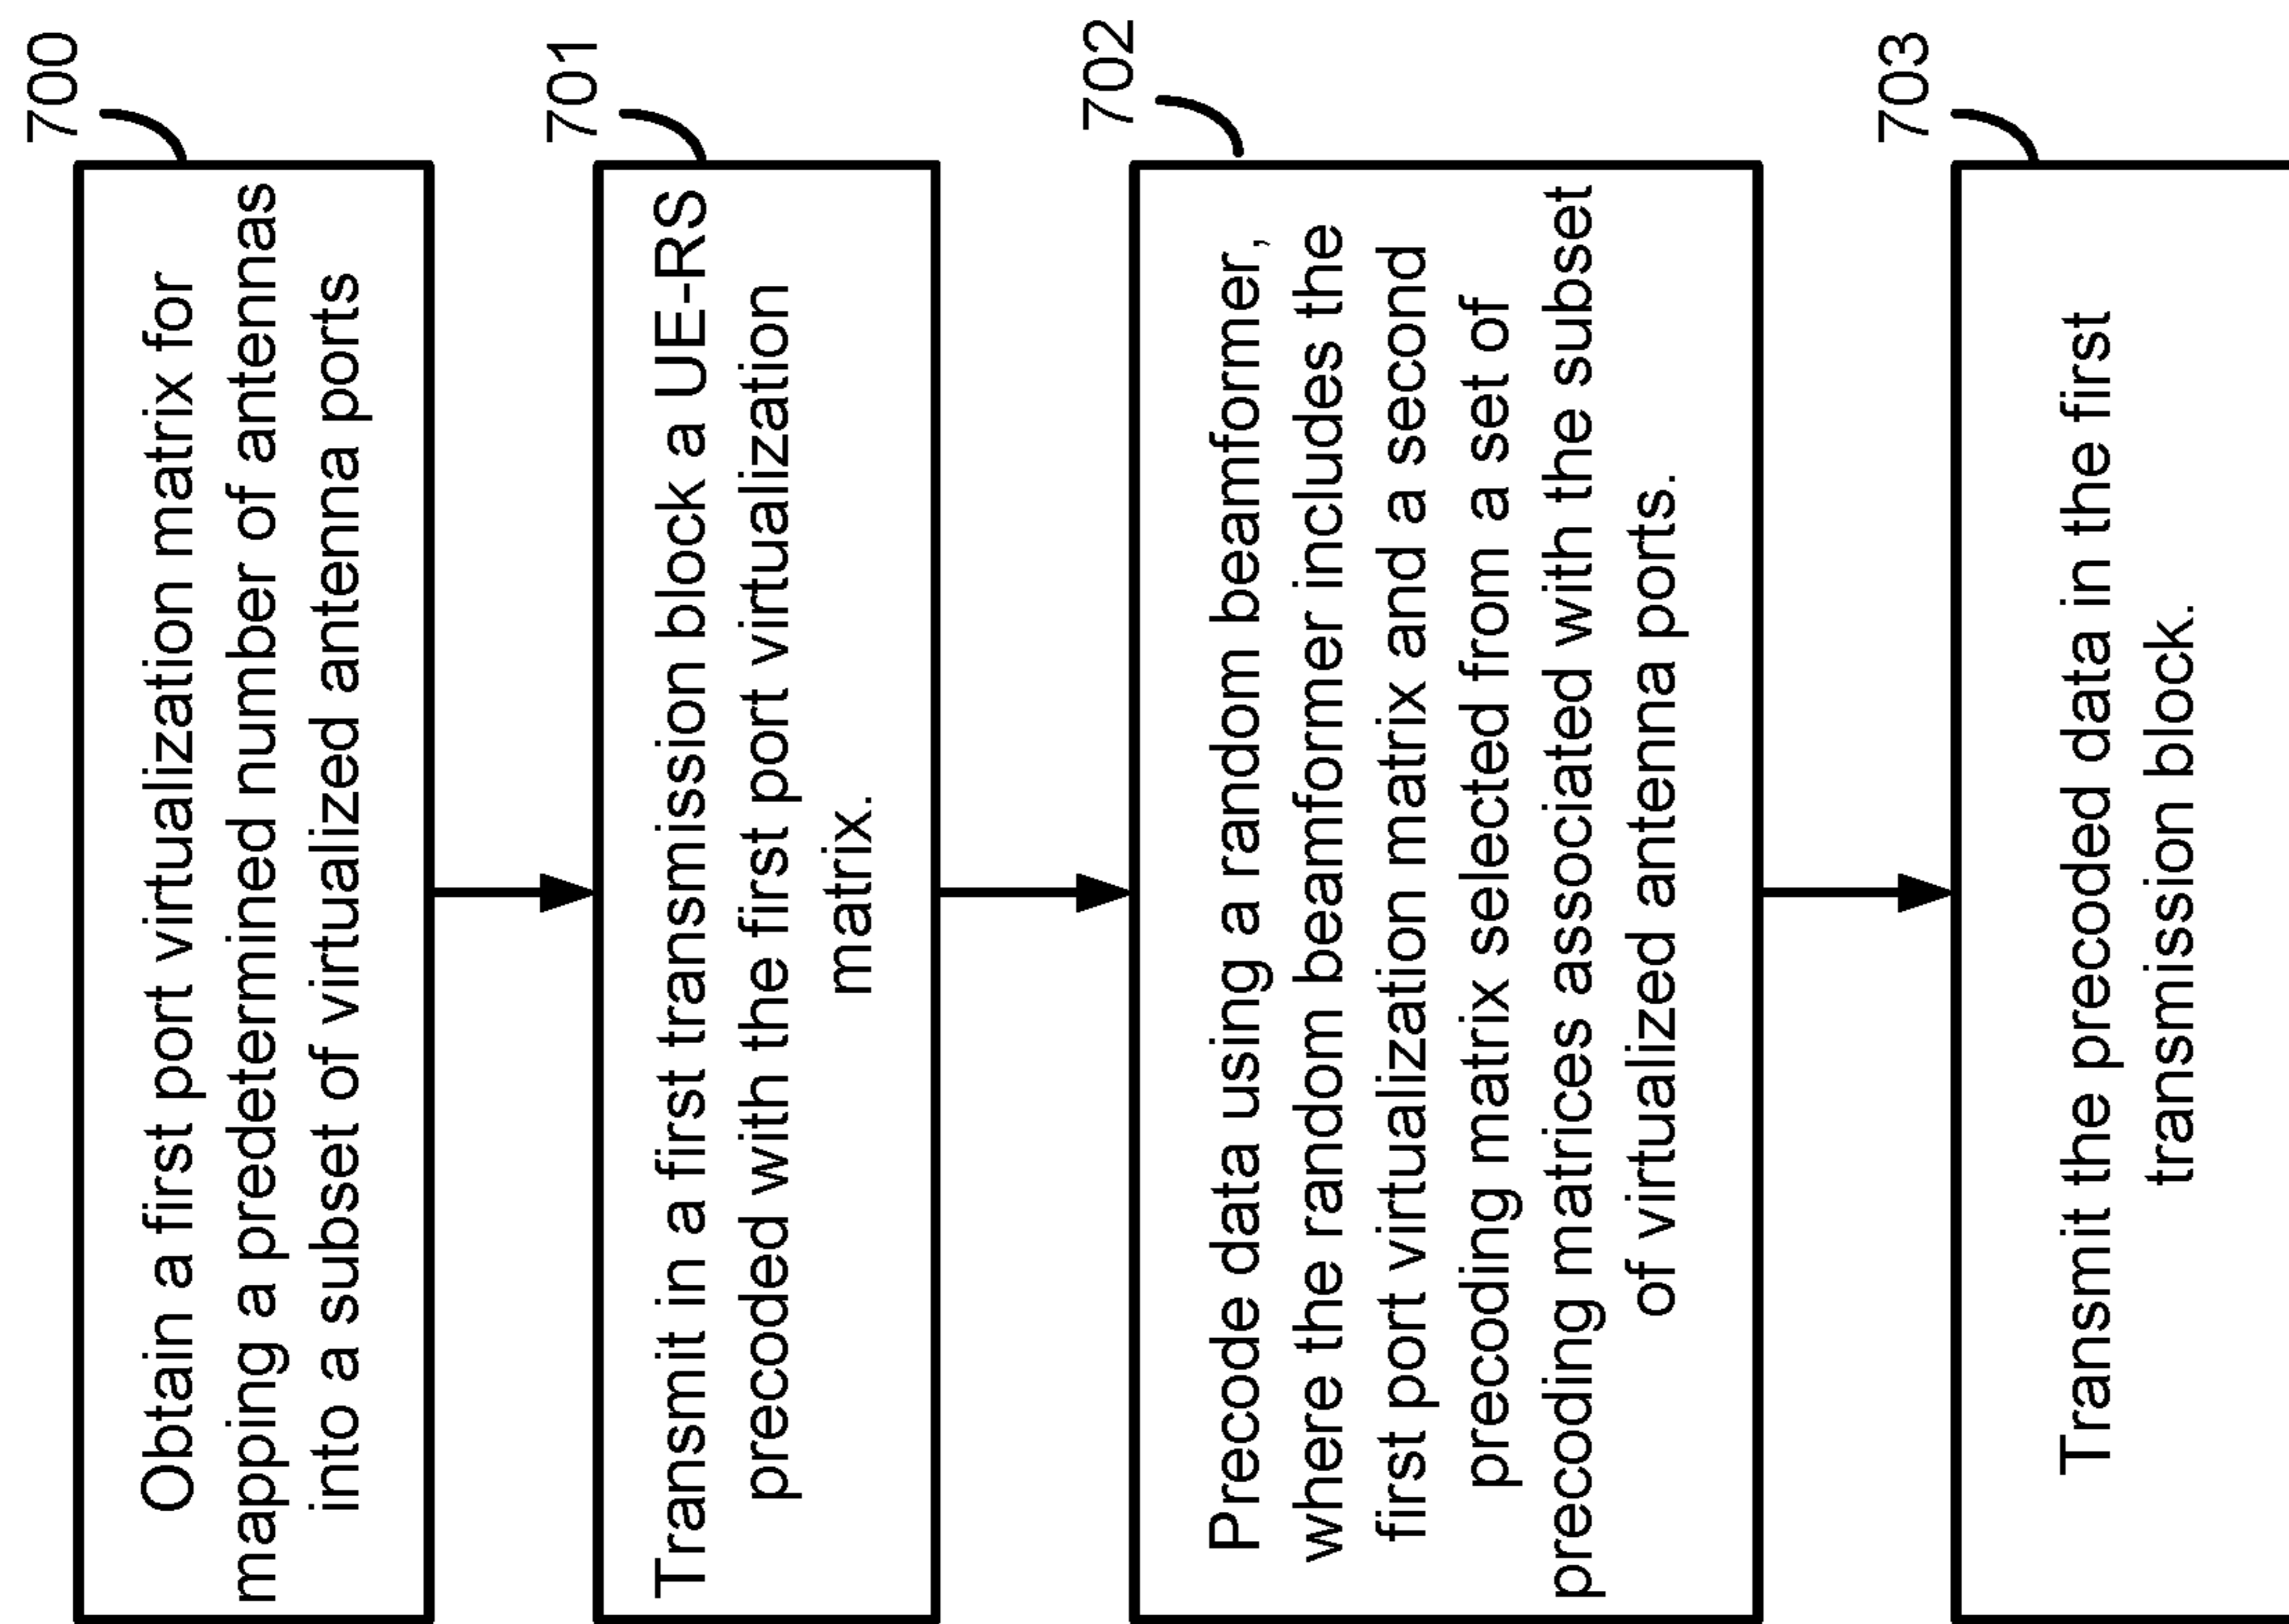 700
Obtain a first port virtualization matrix for
mapping a predetermined number of antennas
into a subset of virtualized antenna ports
701
Transmit in a first transmission block a UE-RS
precoded with the first port virtualization
matrix.
702
Precode data using a random beamformer,
where the random beamformer includes the
first port virtualization matrix and a second
precoding matrix selected from a set of
precoding matrices associated with the subset
of virtualized antenna ports.
703
Transmit the precoded data in the first
transmission block.